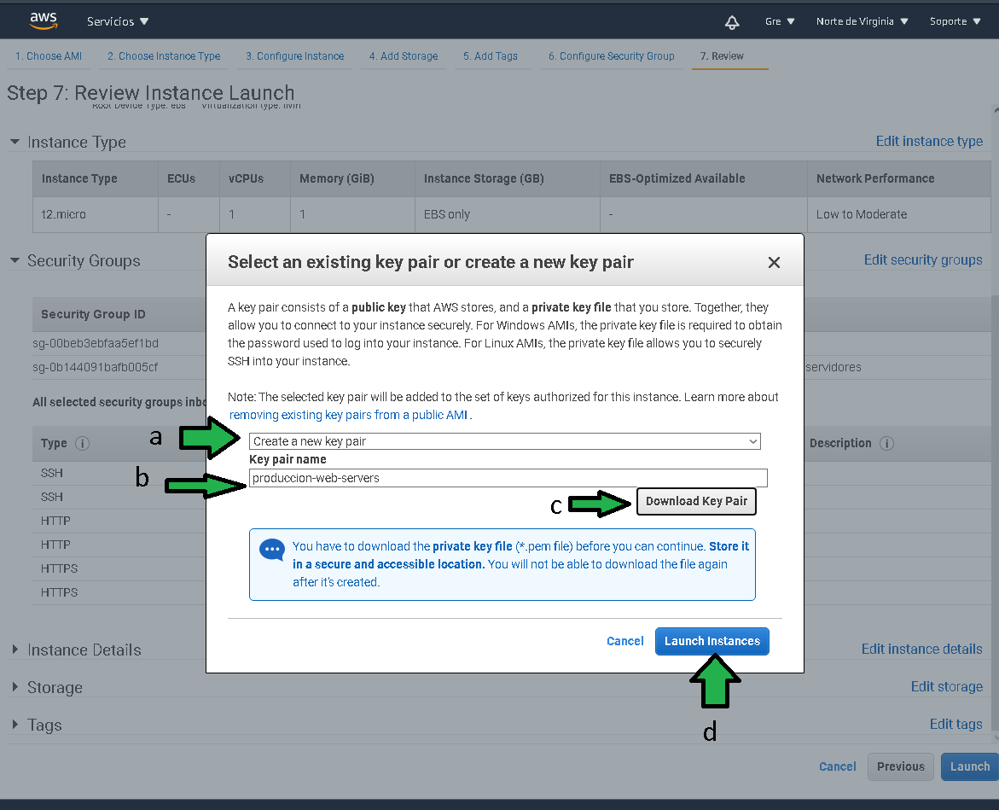 aws Servicios Gre Norte de Virginia Soporte
1. Choose AMI 2. Choose Instance Type 3. Configure Instance 4. Add Storage 5. Add Tags 6. Configure Security Group 7. Review
Step 7: Review Instance Launch
Root Device Type: ebs Virtualization type: hvm
Instance Type Edit instance type
Instance Type ECUs vCPUs Memory (GiB) Instance Storage (GB) EBS-Optimized Available Network Performance
t2.micro - 1 1 EBS only - Low to Moderate
Security Groups Edit security groups
Security Group ID
sg-00beb3ebfaa5ef1bd
sg-0b144091bafb005cf servidores
All selected security groups inbo
Type Description
SSH
SSH
HTTP
HTTP
HTTPS
HTTPS
Instance Details Edit instance details
Storage Edit storage
Tags Edit tags
Cancel Previous Launch
Select an existing key pair or create a new key pair
A key pair consists of a public key that AWS stores, and a private key file that you store. Together, they
allow you to connect to your instance securely. For Windows AMIs, the private key file is required to obtain
the password used to log into your instance. For Linux AMIs, the private key file allows you to securely
SSH into your instance.
Note: The selected key pair will be added to the set of keys authorized for this instance. Learn more about
removing existing key pairs from a public AMI .
a Create a new key pair
Key pair name
b produccion-web-servers
c Download Key Pair
You have to download the private key file (*.pem file) before you can continue. Store it
in a secure and accessible location. You will not be able to download the file again
after it's created.
Cancel Launch Instances
d